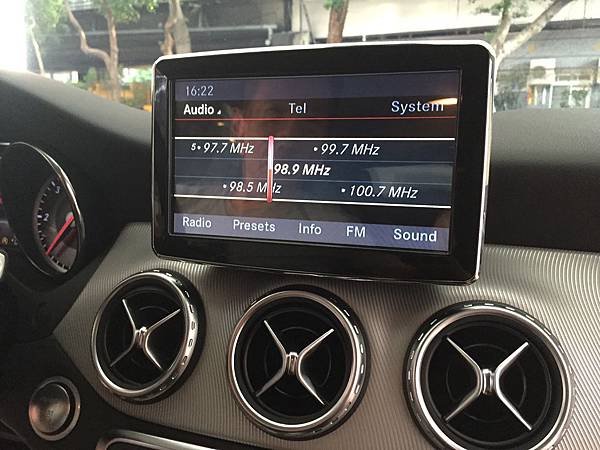 16:22
Audio Tel System
5 • 97.7 MHz • 99.7 MHz
98.9 MHz
• 98.5 MHz • 100.7 MHz
Radio Presets Info FM Sound